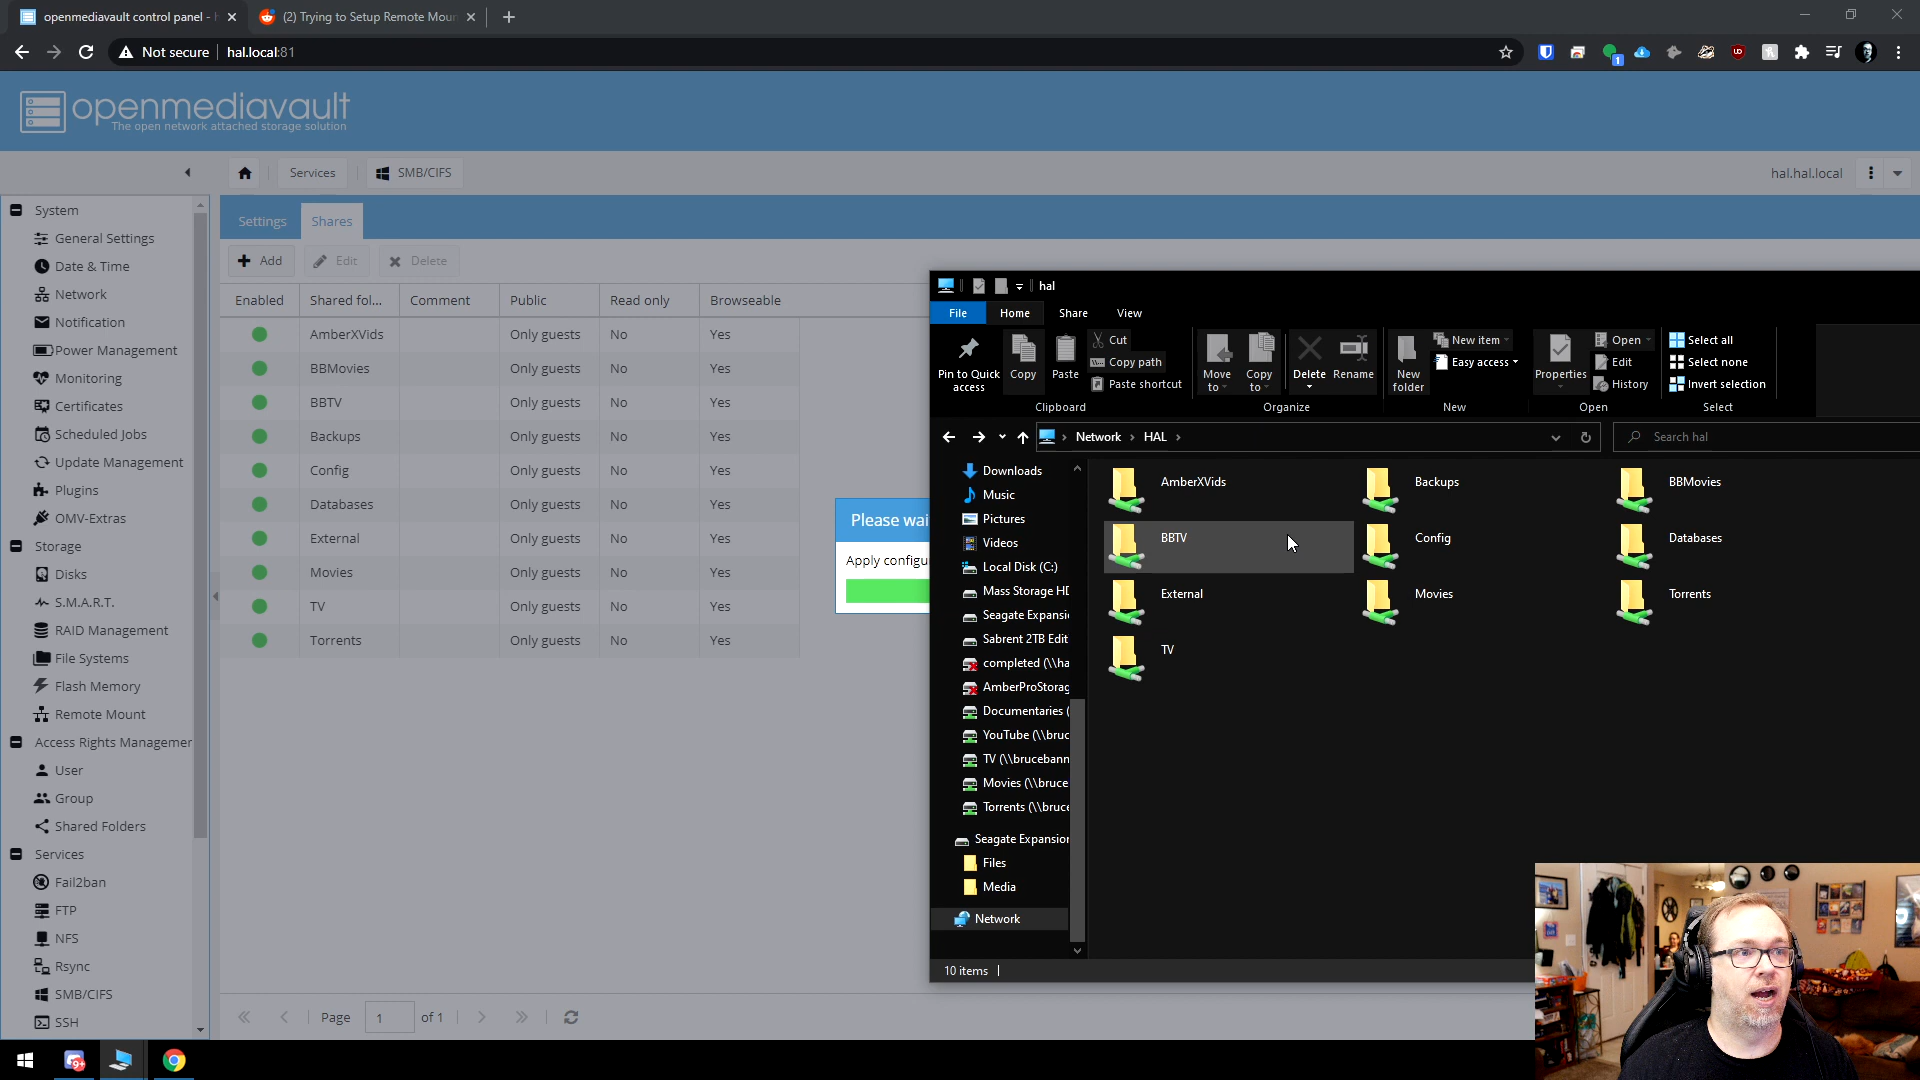 openmediavault control panel - h
(2) Trying to Setup Remote Moun
Not secure
hal.local:81
1
openmediavault
The open network attached storage solution
Services
SMB/CIFS
hal.hal.local
System
General Settings
Date & Time
Network
Notification
Power Management
Monitoring
Certificates
Scheduled Jobs
Update Management
Plugins
OMV-Extras
Storage
Disks
S.M.A.R.T.
RAID Management
File Systems
Flash Memory
Remote Mount
Access Rights Managemer
User
Group
Shared Folders
Services
Fail2ban
FTP
NFS
Rsync
SMB/CIFS
SSH
Settings
Shares
Add
Edit
Delete
Enabled Shared fol... Comment Public Read only Browseable
AmberXVids Only guests No Yes
BBMovies Only guests No Yes
BBTV Only guests No Yes
Backups Only guests No Yes
Config Only guests No Yes
Databases Only guests No Yes
External Only guests No Yes
Movies Only guests No Yes
TV Only guests No Yes
Torrents Only guests No Yes
Page 1 of 1
Please wai
Apply configu
hal
File Home Share View
Pin to Quick
access
Copy
Paste
Cut
Copy path
Paste shortcut
Clipboard
Move
to
Copy
to
Delete
Rename
Organize
New
folder
New item
Easy access
New
Properties
Open
Edit
History
Open
Select all
Select none
Invert selection
Select
Network
HAL
Search hal
Downloads
Music
Pictures
Videos
Local Disk (C:)
Mass Storage HD
Seagate Expansi
Sabrent 2TB Edit
completed (\\ha
AmberProStorag
Documentaries (
YouTube (\\bruc
TV (\\brucebann
Movies (\\bruce
Torrents (\\bruce
Seagate Expansion
Files
Media
Network
AmberXVids
Backups
BBMovies
BBTV
Config
Databases
External
Movies
Torrents
TV
10 items
9+